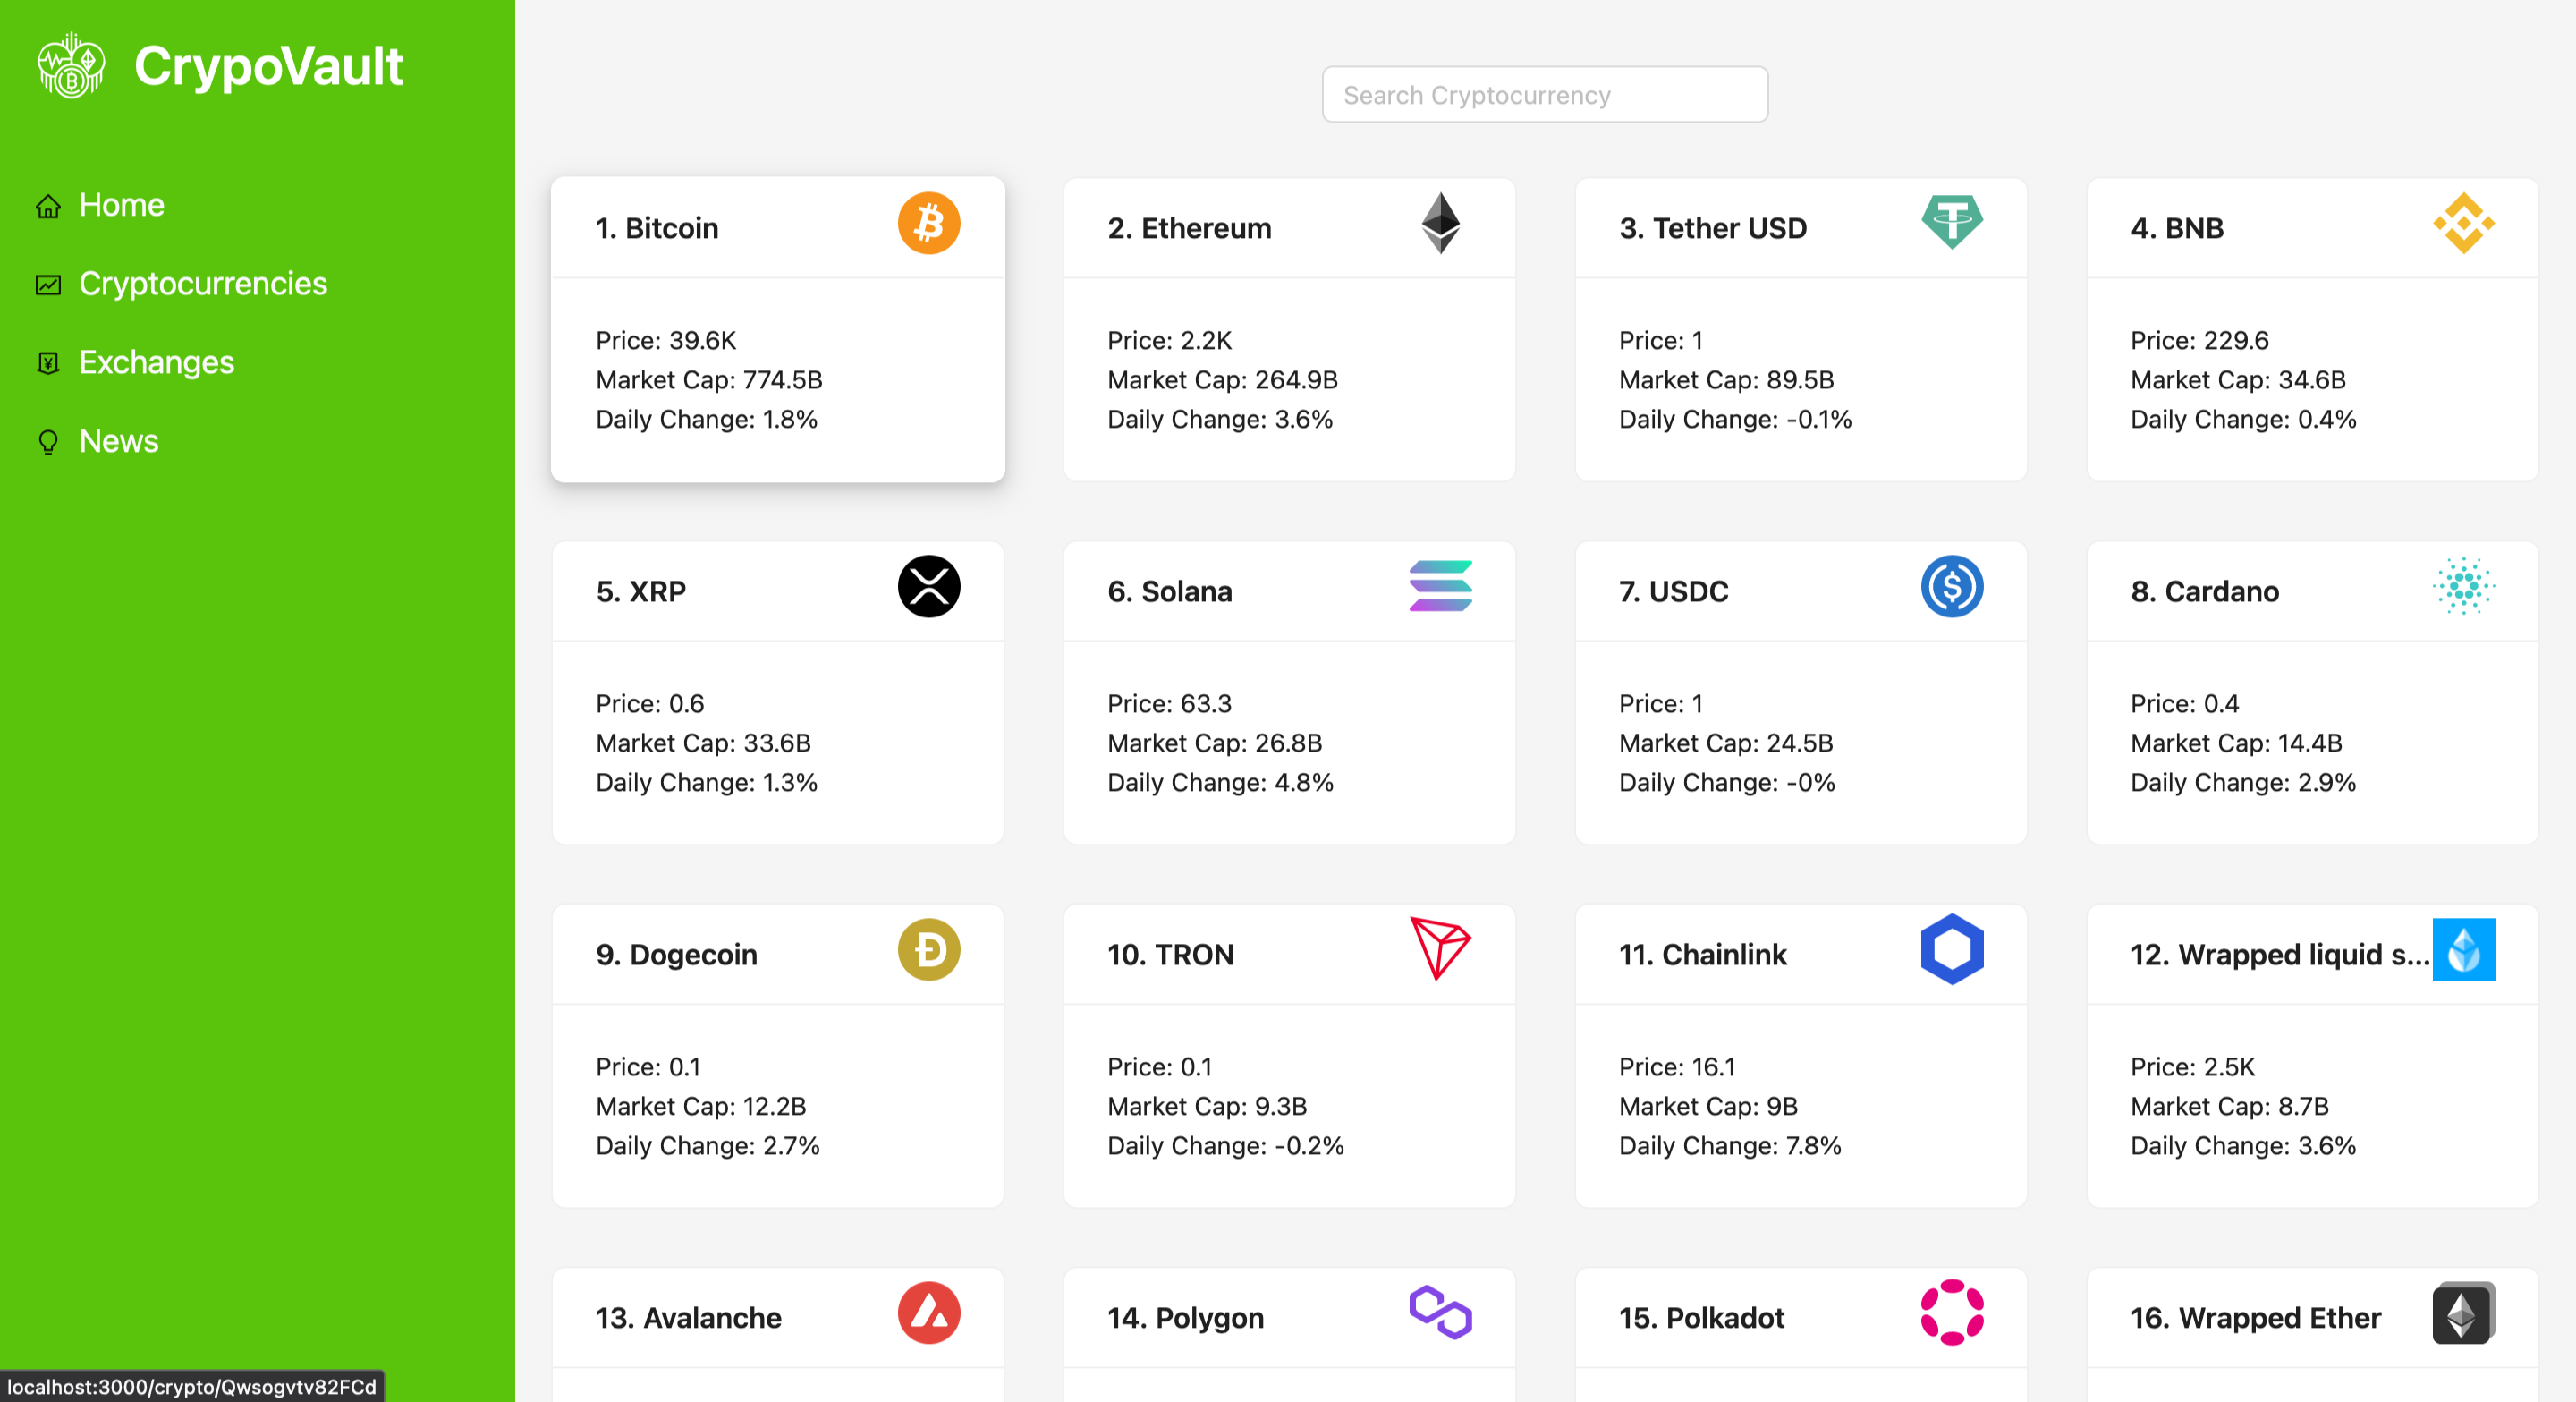 CrypoVault
Home
Cryptocurrencies
Exchanges
News
Search Cryptocurrency
1. Bitcoin
Price: 39.6K
Market Cap: 774.5B
Daily Change: 1.8%
2. Ethereum
Price: 2.2K
Market Cap: 264.9B
Daily Change: 3.6%
3. Tether USD
Price: 1
Market Cap: 89.5B
Daily Change: -0.1%
4. BNB
Price: 229.6
Market Cap: 34.6B
Daily Change: 0.4%
5. XRP
Price: 0.6
Market Cap: 33.6B
Daily Change: 1.3%
6. Solana
Price: 63.3
Market Cap: 26.8B
Daily Change: 4.8%
7. USDC
Price: 1
Market Cap: 24.5B
Daily Change: -0%
8. Cardano
Price: 0.4
Market Cap: 14.4B
Daily Change: 2.9%
9. Dogecoin
Price: 0.1
Market Cap: 12.2B
Daily Change: 2.7%
10. TRON
Price: 0.1
Market Cap: 9.3B
Daily Change: -0.2%
11. Chainlink
Price: 16.1
Market Cap: 9B
Daily Change: 7.8%
12. Wrapped liquid s...
Price: 2.5K
Market Cap: 8.7B
Daily Change: 3.6%
13. Avalanche
14. Polygon
15. Polkadot
16. Wrapped Ether
localhost:3000/crypto/Qwsogvtv82FCd